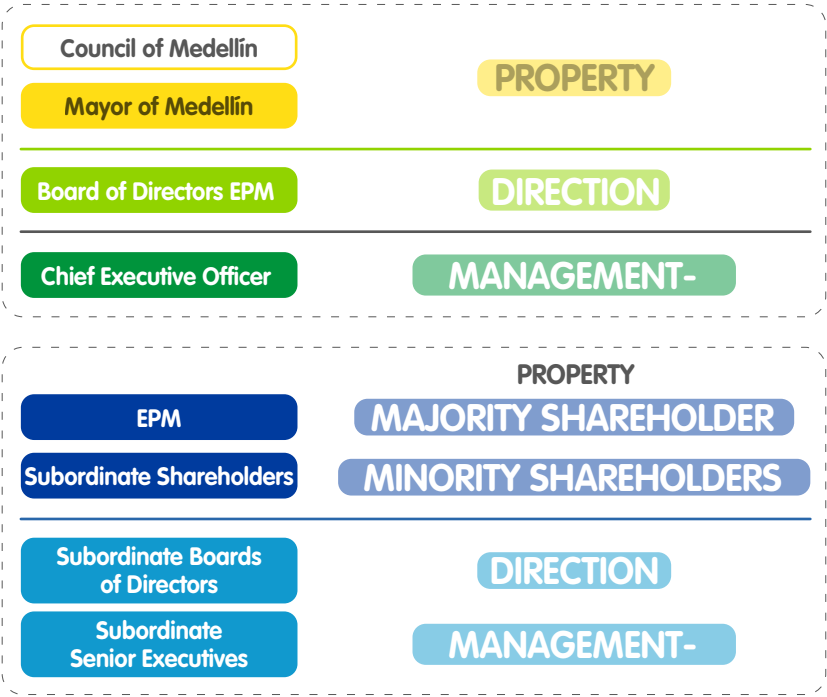 Council of Medellín
PROPERTY
Mayor of Medellín
Board of Directors EPM
DIRECTION
Chief Executive Officer
MANAGEMENT-
PROPERTY
EPM
MAJORITY SHAREHOLDER
Subordinate Shareholders
MINORITY SHAREHOLDERS
Subordinate Boards
of Directors
DIRECTION
Subordinate
Senior Executives
MANAGEMENT-